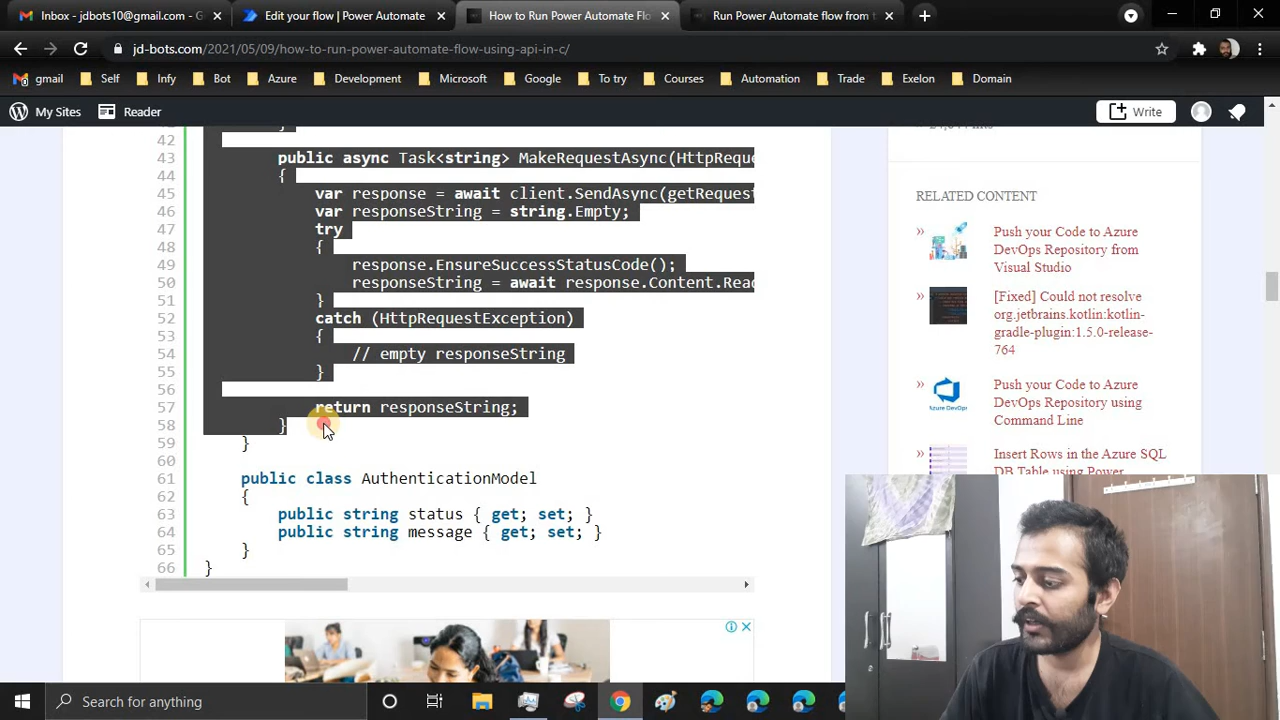 Inbox - jdbots10@gmail.com - G
Edit your flow | Power Automate
How to Run Power Automate Flo
Run Power Automate flow from t
jd-bots.com/2021/05/09/how-to-run-power-automate-flow-using-api-in-c/
gmail
Self
Infy
Bot
Azure
Development
Microsoft
Google
To try
Courses
Automation
Trade
Exelon
Domain
My Sites
Reader
Write
42 }
43 public async Task<string> MakeRequestAsync(HttpReque
44 {
45 var response = await client.SendAsync(getRequest
46 var responseString = string.Empty;
47 try
48 {
49 response.EnsureSuccessStatusCode();
50 responseString = await response.Content.Rea
51 }
52 catch (HttpRequestException)
53 {
54 // empty responseString
55 }
56
57 return responseString;
58 }
59 }
60
61 public class AuthenticationModel
62 {
63 public string status { get; set; }
64 public string message { get; set; }
65 }
66 }
RELATED CONTENT
» Push your Code to Azure
DevOps Repository from
Visual Studio
» [Fixed] Could not resolve
org.jetbrains.kotlin:kotlin-
gradle-plugin:1.5.0-release-
764
» Push your Code to Azure
DevOps Repository using
Command Line
Azure DevOps
» Insert Rows in the Azure SQL
DB Table using Power
Search for anything